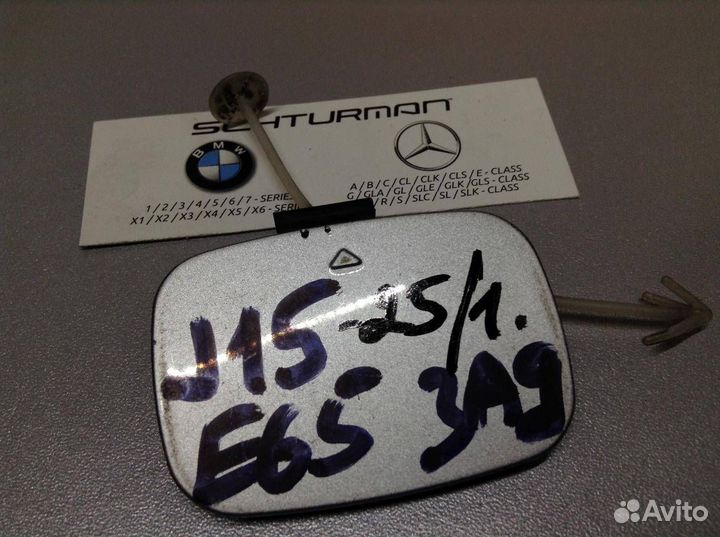 SCHTURMAN
BMW
1/2/3/4/5/6/7 - SERIE
X1/X2/X3/X4/X5/X6 - SERI
A/B/C/CL/CLK/CLS/E - CLASS
G/GLA/GL/GLE/GLK/GLS - CLASS
/R/S/SLC/SL/SLK - CLASS
J15 -25/1.
E65 ЗАД
Avito